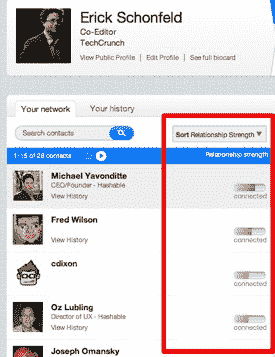 Erick Schonfeld
Co-Editor
TechCrunch
View Public Profile | Edit Profile | See full biocard
Your network
Your history
Search contacts
Sort Relationship Strength ▼
1-15 of 28 contacts
Relationship strength
Michael Yavonditte
CEO/Founder - Hashable
View History
connected
Fred Wilson
View History
connected
cdixon
connected
Oz Lubling
Director of UX - Hashable
View History
connected
Joseph Omansky